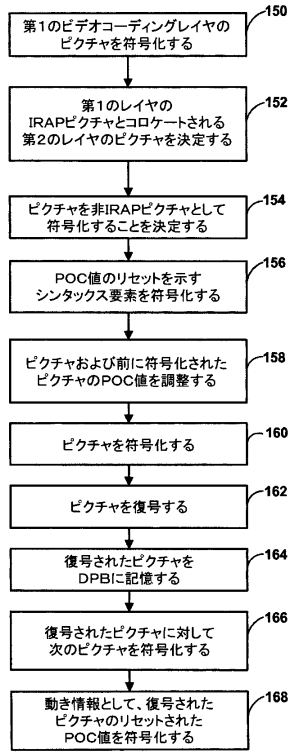 第1のビデオコーディングレイヤの
ピクチャを符号化する
150
第1のレイヤの
IRAPピクチャとコロケートされる
第2のレイヤのピクチャを決定する
152
ピクチャを非IRAPピクチャとして
符号化することを決定する
154
POC値のリセットを示す
シンタックス要素を符号化する
156
ピクチャおよび前に符号化された
ピクチャのPOC値を調整する
158
ピクチャを符号化する
160
ピクチャを復号する
162
復号されたピクチャを
DPBに記憶する
164
復号されたピクチャに対して
次のピクチャを符号化する
166
動き情報として、復号された
ピクチャのリセットされた
POC値を符号化する
168